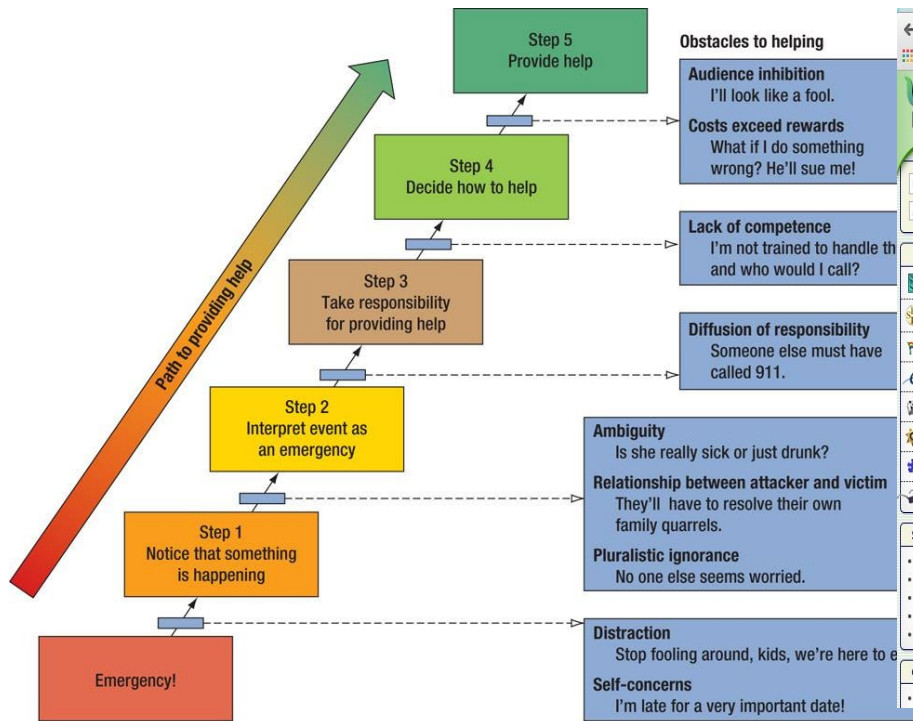 Step 5
Provide help
Obstacles to helping
Audience inhibition
I'll look like a fool.
Costs exceed rewards
What if I do something
wrong? He'll sue me!
Step 4
Decide how to help
Lack of competence
I'm not trained to handle th
and who would I call?
Step 3
Take responsibility
for providing help
Path to providing help
Diffusion of responsibility
Someone else must have
called 911.
Step 2
Interpret event as
an emergency
Ambiguity
Is she really sick or just drunk?
Relationship between attacker and victim
They'll have to resolve their own
family quarrels.
Pluralistic ignorance
No one else seems worried.
Step 1
Notice that something
is happening
Distraction
Stop fooling around, kids, we're here to e
Self-concerns
I'm late for a very important date!
Emergency!